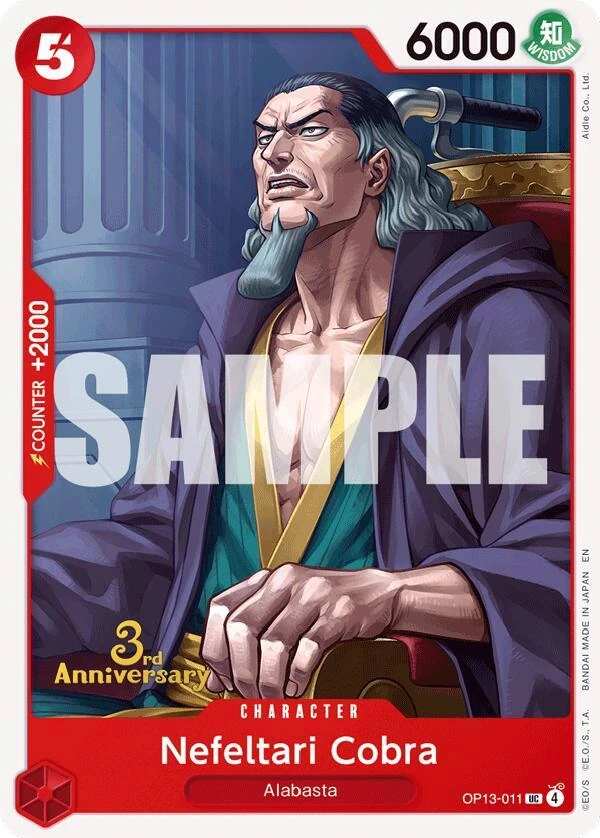 5
6000
知
WISDOM
Aidle Co., Ltd.
COUNTER +2000
SAMPLE
3rd
Anniversary
BANDAI MADE IN JAPAN EN
©E.O/S ©E.O/S., T.A.
CHARACTER
Nefeltari Cobra
Alabasta
OP13-011 UC 4